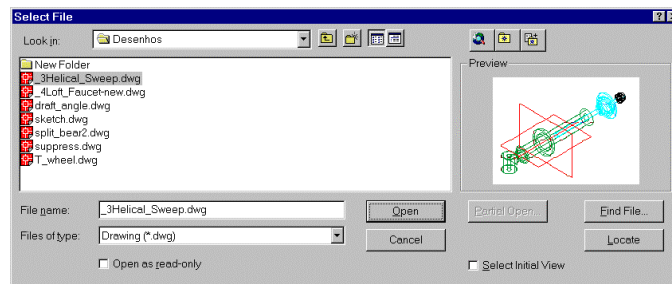 Select File
Look in: Desenhos
New Folder
_3Helical_Sweep.dwg
_4Loft_Faucet-new.dwg
draft_angle.dwg
sketch.dwg
split_bear2.dwg
suppress.dwg
T_wheel.dwg
Preview
File name: _3Helical_Sweep.dwg Open Partial Open... Find File...
Files of type: Drawing (*.dwg) Cancel Locate
Open as read-only Select Initial View